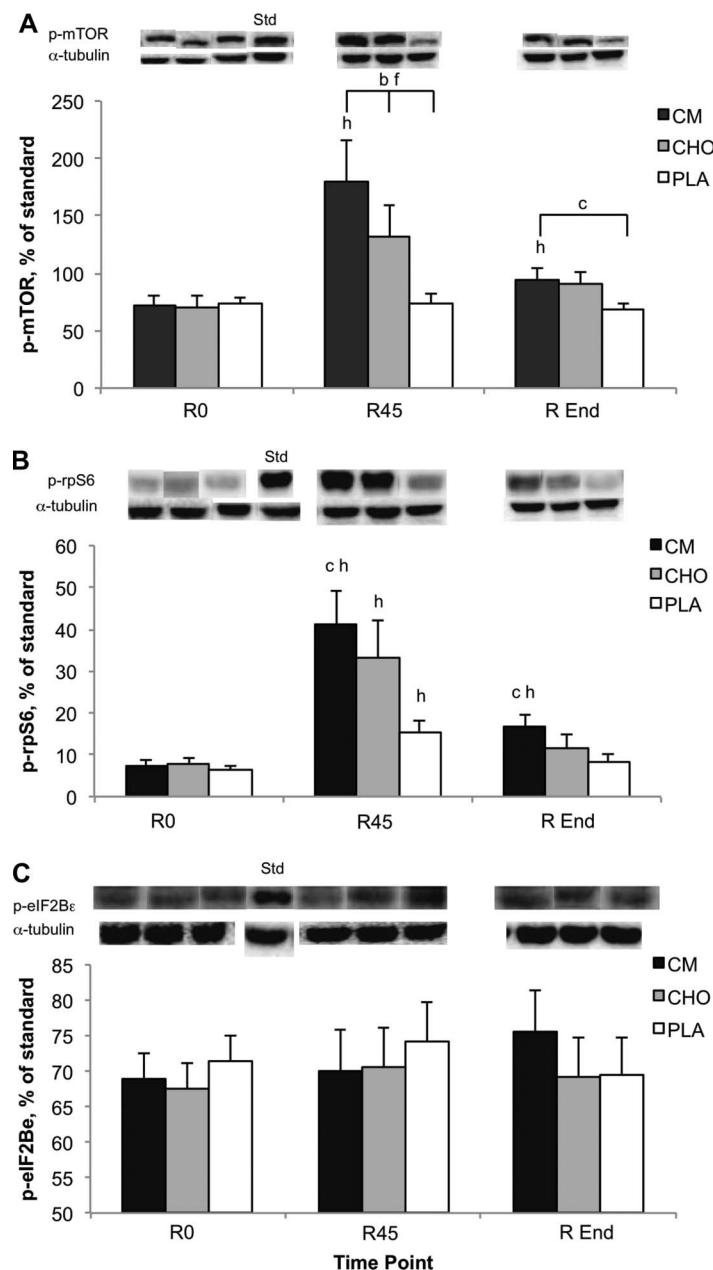 A
Std
p-mTOR
α-tubulin
b f
h
c
h
250
200
150
100
50
0
p-mTOR, % of standard
CM
CHO
PLA
R0
R45
R End
B
Std
p-rpS6
α-tubulin
60
50
40
30
20
10
0
p-rpS6, % of standard
c h
h
h
c h
CM
CHO
PLA
R0
R45
R End
C
Std
p-eIF2Bε
α-tubulin
85
80
75
70
65
60
55
50
p-eIF2Be, % of standard
CM
CHO
PLA
R0
R45
R End
Time Point